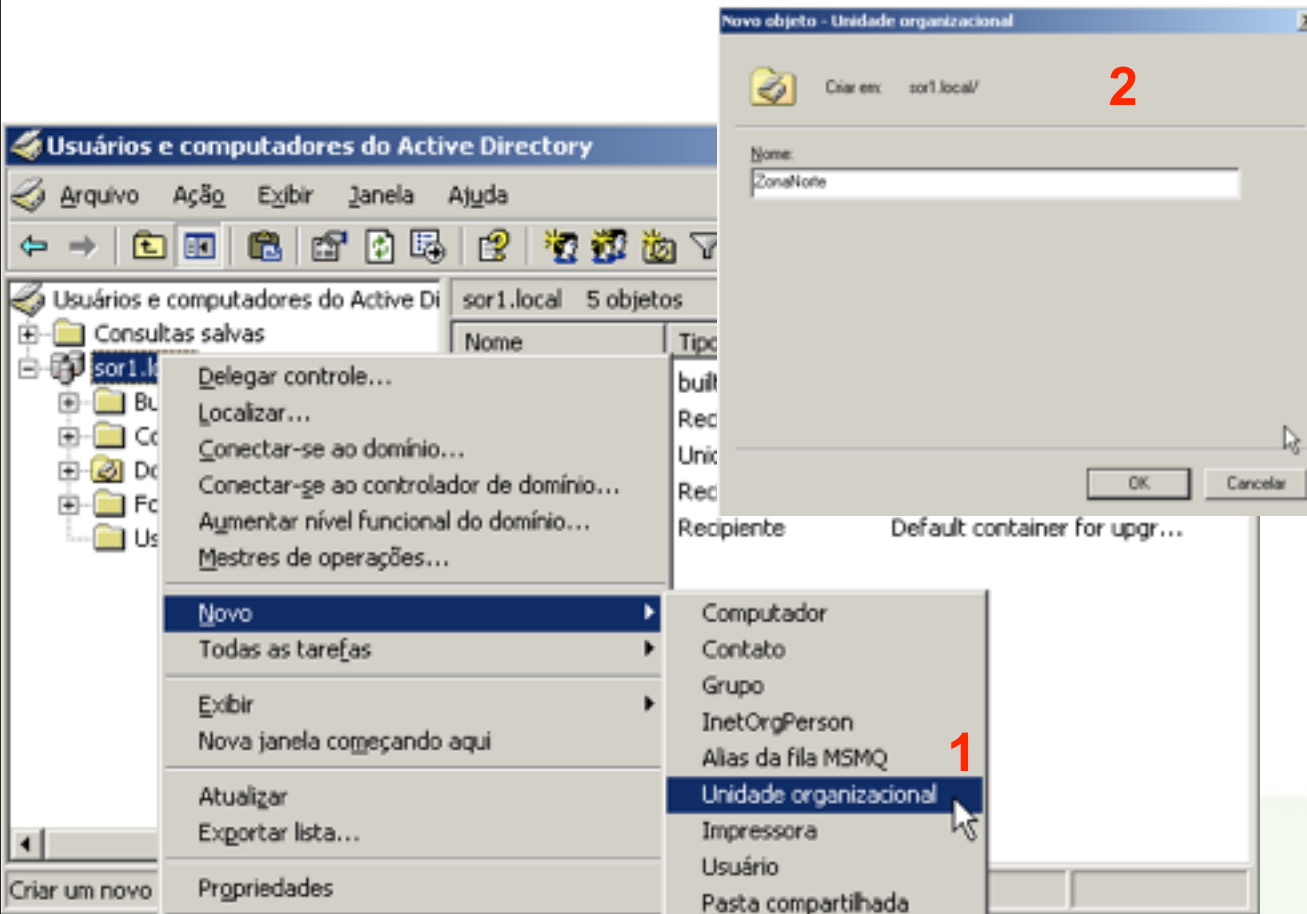 Novo objeto - Unidade organizacional
Criar em: sor1.local/
2
Nome:
ZonaNorte
OK Cancelar
Usuários e computadores do Active Directory
Arquivo Ação Exibir Janela Ajuda
Usuários e computadores do Active Di
sor1.local 5 objetos
Consultas salvas
Nome
Recipiente Default container for upgr...
Delegar controle...
Localizar...
Conectar-se ao domínio...
Conectar-se ao controlador de domínio...
Aumentar nível funcional do domínio...
Mestres de operações...
Novo
Todas as tarefas
Exibir
Nova janela começando aqui
Atualizar
Exportar lista...
Propriedades
Computador
Contato
Grupo
InetOrgPerson
Alias da fila MSMQ
1
Unidade organizacional
Impressora
Usuário
Pasta compartilhada
Criar um novo